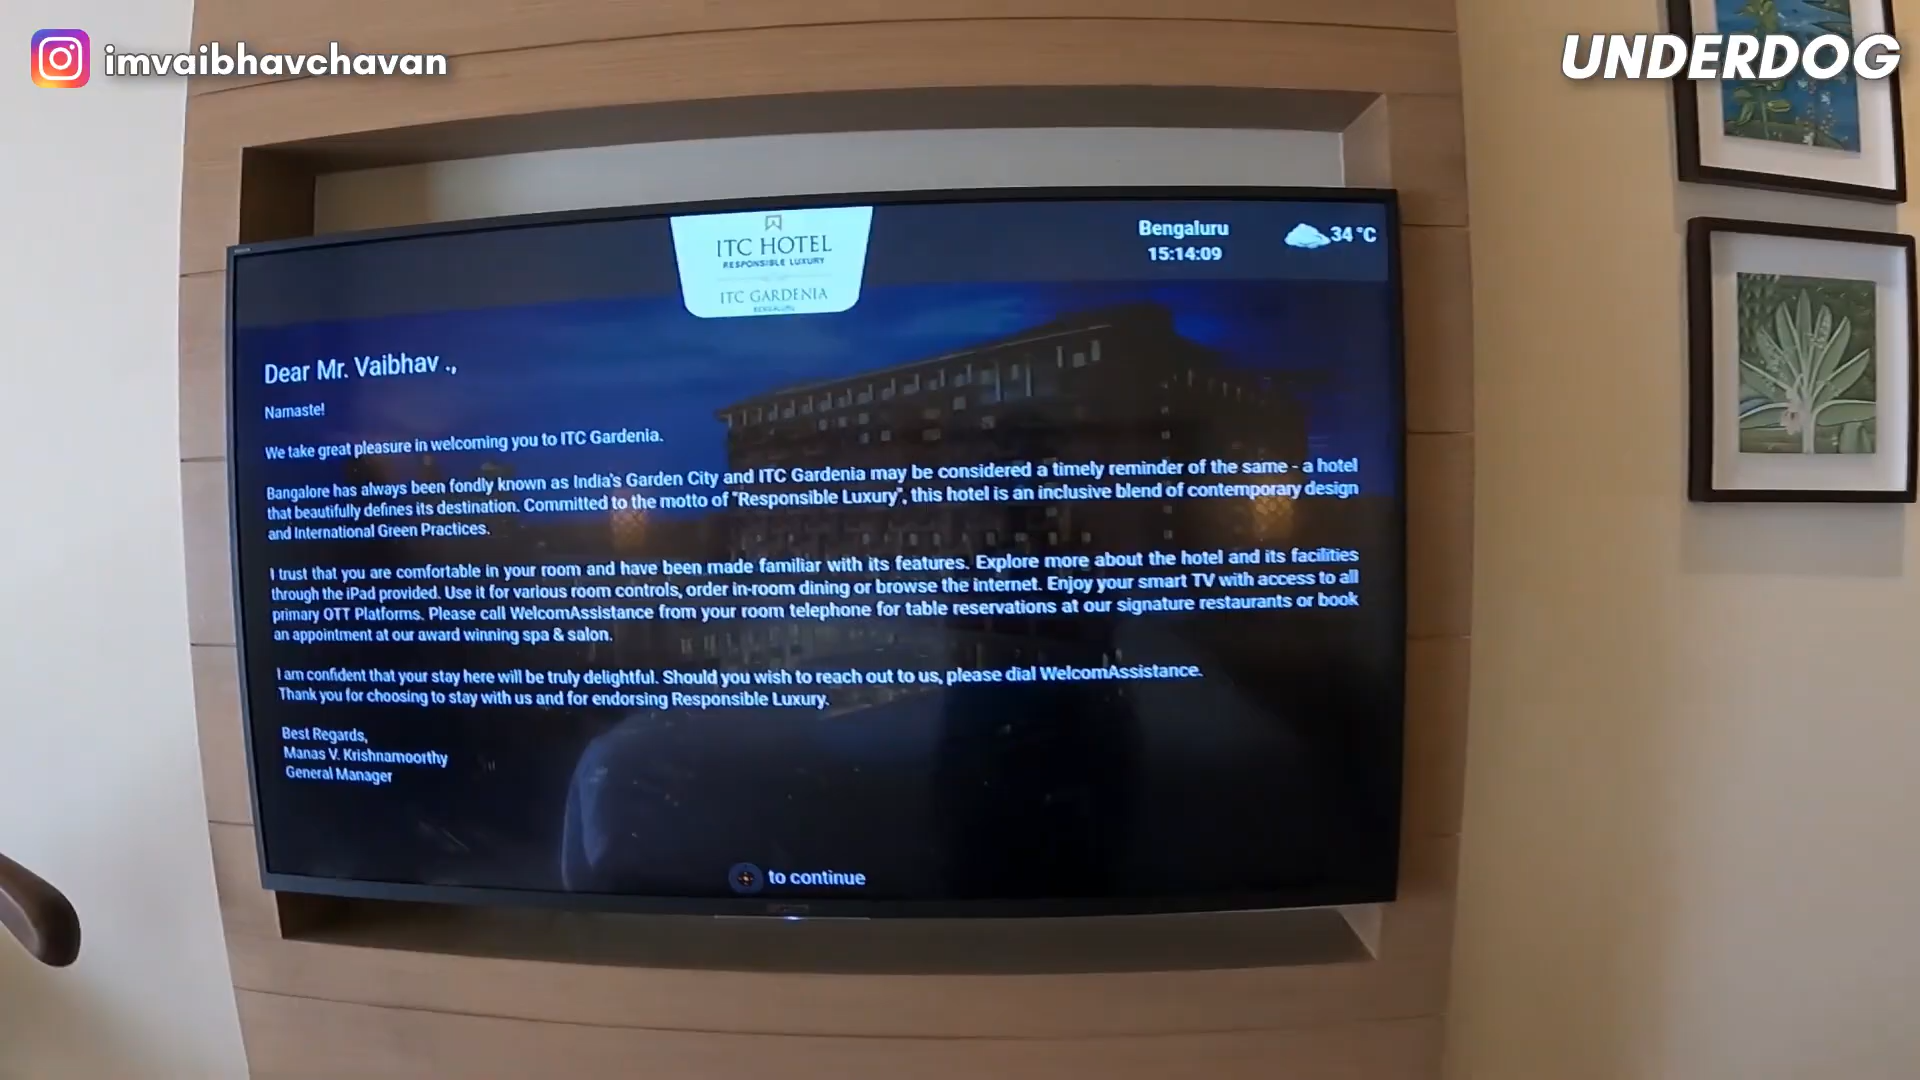 imvaibhavchavan
UNDERDOG
ITC HOTEL
RESPONSIBLE LUXURY
ITC GARDENIA
BENGALURU
Bengaluru
15:14:09
34°C
Dear Mr. Vaibhav .,
Namaste!
We take great pleasure in welcoming you to ITC Gardenia.
Bangalore has always been fondly known as India's Garden City and ITC Gardenia may be considered a timely reminder of the same - a hotel
that beautifully defines its destination. Committed to the motto of "Responsible Luxury", this hotel is an inclusive blend of contemporary design
and International Green Practices.
I trust that you are comfortable in your room and have been made familiar with its features. Explore more about the hotel and its facilities
through the iPad provided. Use it for various room controls, order in-room dining or browse the internet. Enjoy your smart TV with access to all
primary OTT Platforms. Please call WelcomAssistance from your room telephone for table reservations at our signature restaurants or book
an appointment at our award winning spa & salon.
I am confident that your stay here will be truly delightful. Should you wish to reach out to us, please dial WelcomAssistance.
Thank you for choosing to stay with us and for endorsing Responsible Luxury.
Best Regards,
Manas V. Krishnamoorthy
General Manager
to continue